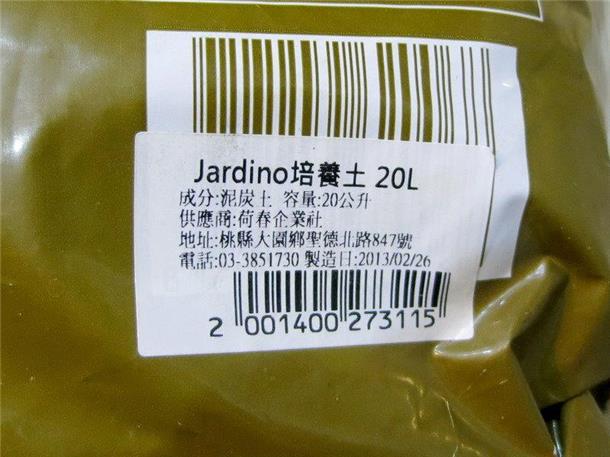 Jardino培養土 20L
成分:泥炭土 容量:20公升
供應商:荷春企業社
地址:桃縣大園鄉聖德北路847號
電話:03-3851730 製造日:2013/02/26
2 001400 273115